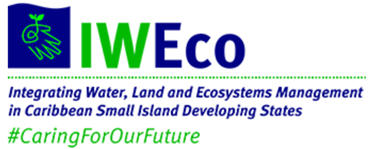 IWEco
Integrating Water, Land and Ecosystems Management
in Caribbean Small Island Developing States
#CaringForOurFuture